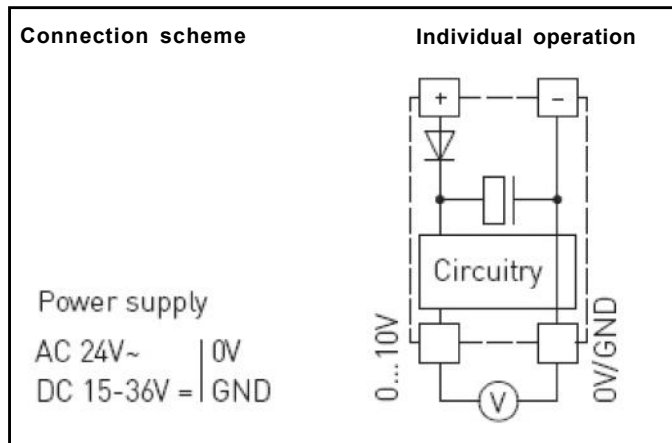 Connection scheme
Individual operation
+
−
Circuitry
Power supply
AC 24V~ 0V
DC 15-36V = GND
0...10V
0V/GND
V